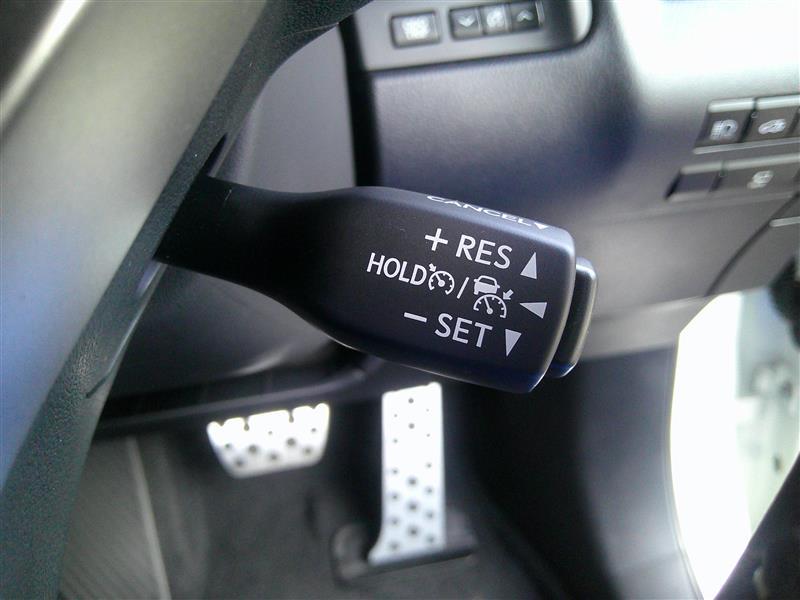 CANCEL▼
+ RES▲
HOLD / ◀
− SET▼